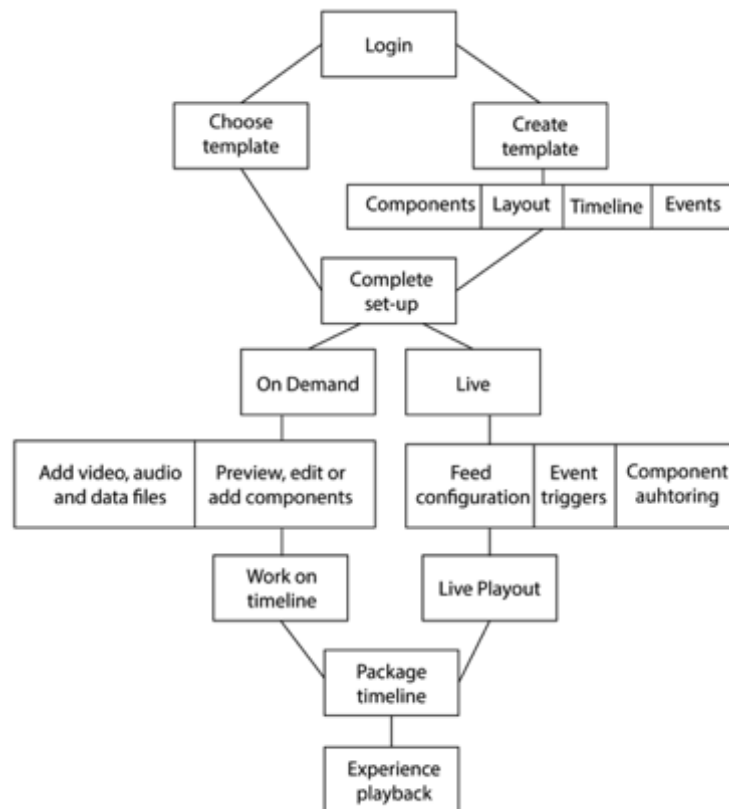 Login
Choose
template
Create
template
Components
Layout
Timeline
Events
Complete
set-up
On Demand
Live
Add video, audio
and data files
Preview, edit or
add components
Feed
configuration
Event
triggers
Component
auhtoring
Work on
timeline
Live Playout
Package
timeline
Experience
playback